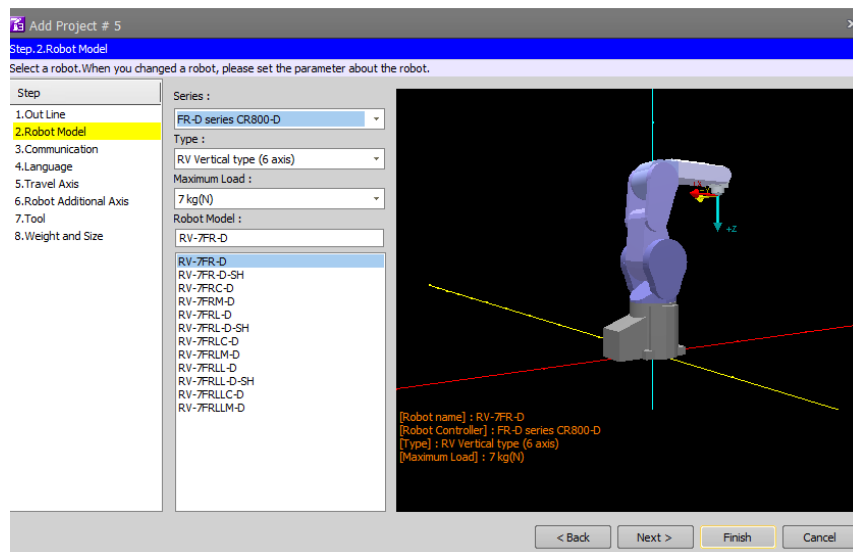 Add Project # 5
Step.2.Robot Model
Select a robot.When you changed a robot, please set the parameter about the robot.
Step
1.Out Line
2.Robot Model
3.Communication
4.Language
5.Travel Axis
6.Robot Additional Axis
7.Tool
8.Weight and Size
Series :
FR-D series CR800-D
Type :
RV Vertical type (6 axis)
Maximum Load :
7 kg(N)
Robot Model :
RV-7FR-D
RV-7FR-D
RV-7FR-D-SH
RV-7FRC-D
RV-7FRM-D
RV-7FRL-D
RV-7FRL-D-SH
RV-7FRLC-D
RV-7FRLM-D
RV-7FRLL-D
RV-7FRLL-D-SH
RV-7FRLLC-D
RV-7FRLLM-D
+Z
[Robot name] : RV-7FR-D
[Robot Controller] : FR-D series CR800-D
[Type] : RV Vertical type (6 axis)
[Maximum Load] : 7 kg(N)
< Back
Next >
Finish
Cancel